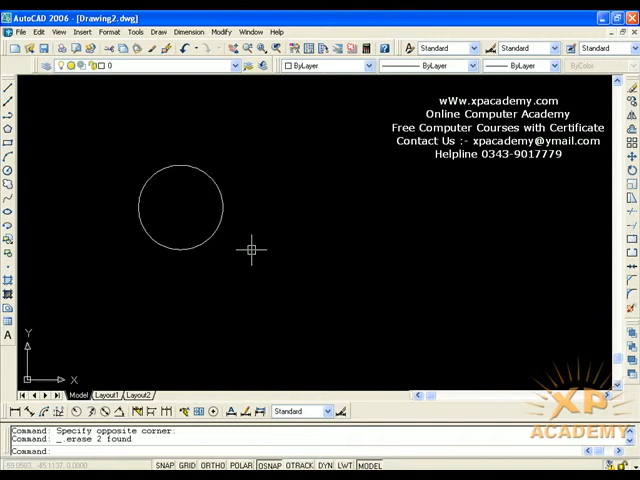 AutoCAD 2006 - [Drawing2.dwg]
File Edit View Insert Format Tools Draw Dimension Modify Window Help
Standard Standard Standard
0 ByLayer ByLayer ByLayer ByColor
wWw.xpacademy.com
Online Computer Academy
Free Computer Courses with Certificate
Contact Us :- xpacademy@ymail.com
Helpline 0343-9017779
Y
X
Model Layout1 Layout2
Standard
XP
ACADEMY
Command: Specify opposite corner:
Command: _.erase 2 found
Command:
SNAP GRID ORTHO POLAR OSNAP OTRACK DYN LWT MODEL